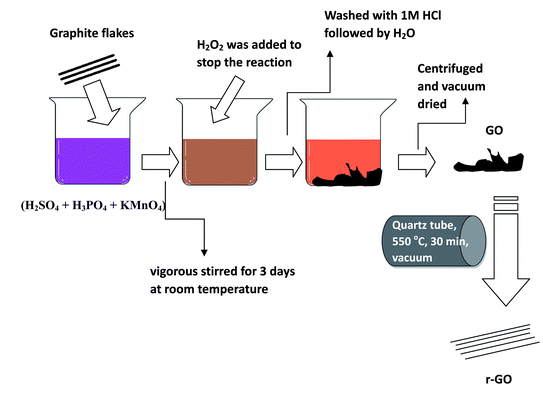 Graphite flakes
H₂O₂ was added to
stop the reaction
Washed with 1M HCl
followed by H₂O
Centrifuged
and vacuum
dried
GO
(H₂SO₄ + H₃PO₄ + KMnO₄)
vigorous stirred for 3 days
at room temperature
Quartz tube,
550 °C, 30 min,
vacuum
r-GO